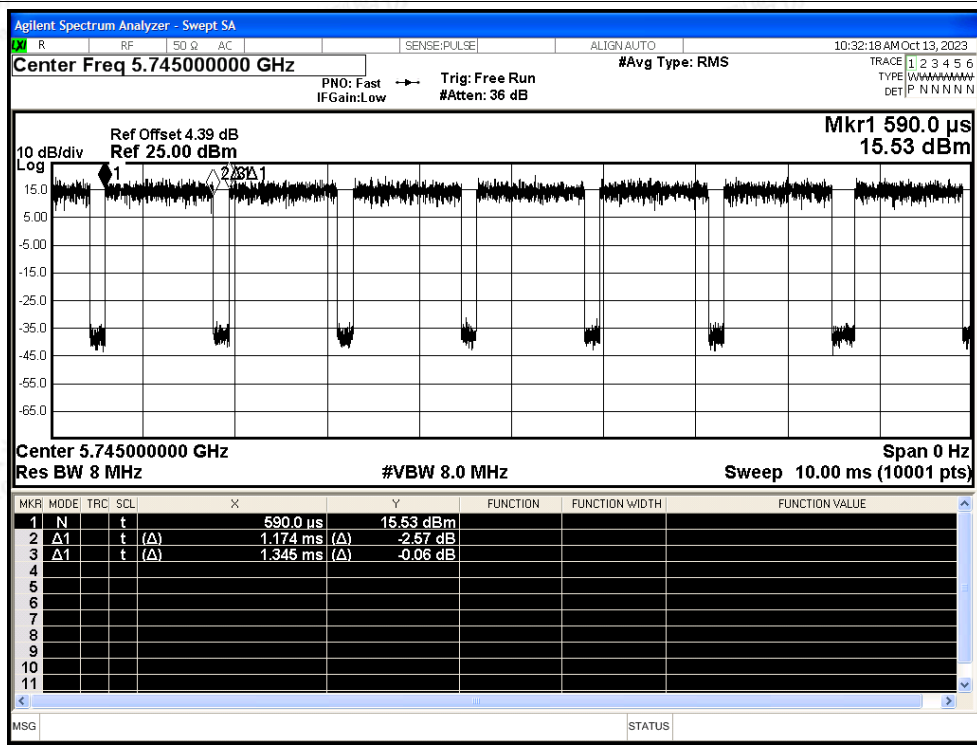 Agilent Spectrum Analyzer - Swept SA
LXI R RF 50 Ω AC SENSE:PULSE ALIGN AUTO 10:32:18 AM Oct 13, 2023
Center Freq 5.745000000 GHz
#Avg Type: RMS
TRACE 1 2 3 4 5 6
TYPE
DET P N N N N N
PNO: Fast
IFGain:Low
Trig: Free Run
#Atten: 36 dB
Mkr1 590.0 µs
15.53 dBm
Ref Offset 4.39 dB
10 dB/div Ref 25.00 dBm
Log
1 2Δ1 3Δ1
15.0
5.00
-5.00
-15.0
-25.0
-35.0
-45.0
-55.0
-65.0
Center 5.745000000 GHz Span 0 Hz
Res BW 8 MHz #VBW 8.0 MHz Sweep 10.00 ms (10001 pts)
MKR MODE TRC SCL X Y FUNCTION FUNCTION WIDTH FUNCTION VALUE
1 N t 590.0 µs 15.53 dBm
2 Δ1 t (Δ) 1.174 ms (Δ) -2.57 dB
3 Δ1 t (Δ) 1.345 ms (Δ) -0.06 dB
4
5
6
7
8
9
10
11
MSG STATUS